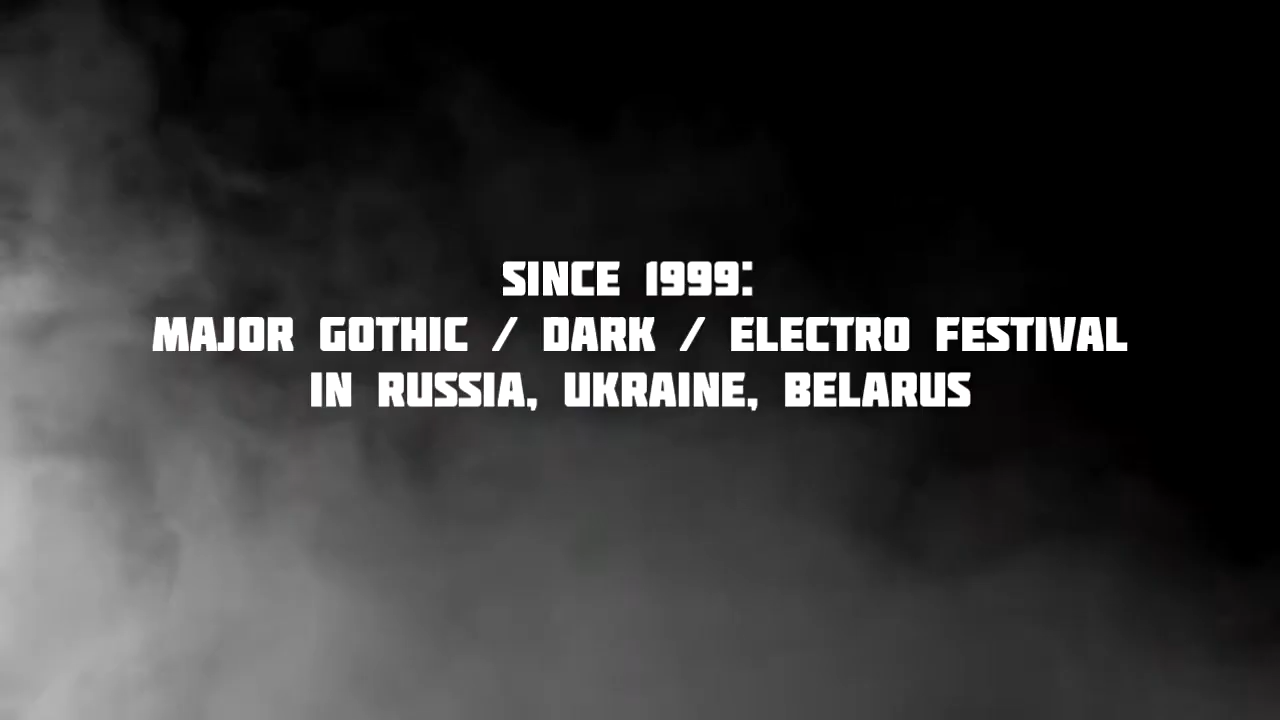 SINCE 1999:
MAJOR GOTHIC / DARK / ELECTRO FESTIVAL
IN RUSSIA, UKRAINE, BELARUS